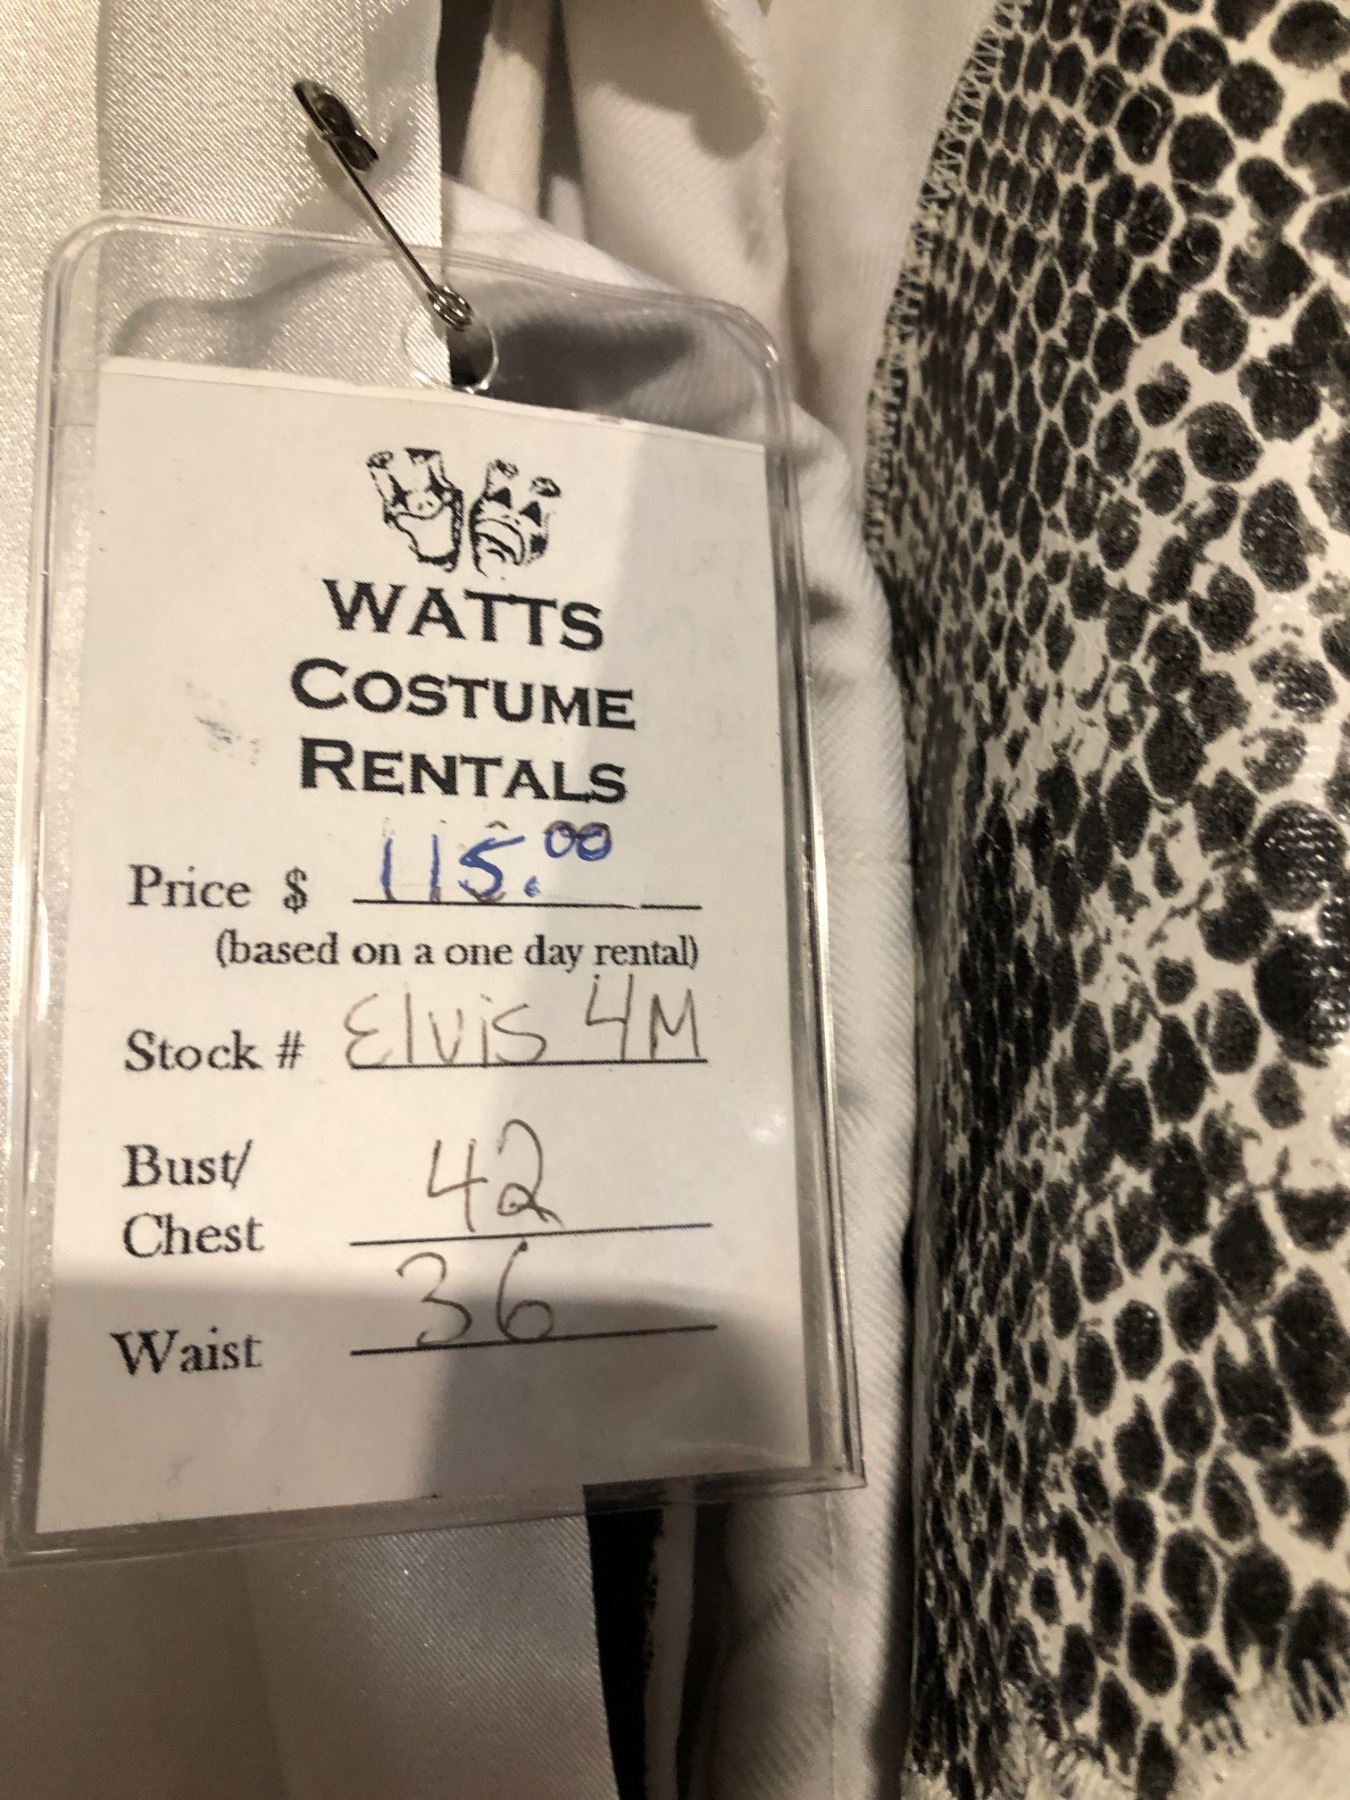 WATTS
COSTUME
RENTALS
Price $ 115.00
(based on a one day rental)
Stock # Elvis 4M
Bust/
Chest 42
Waist 36